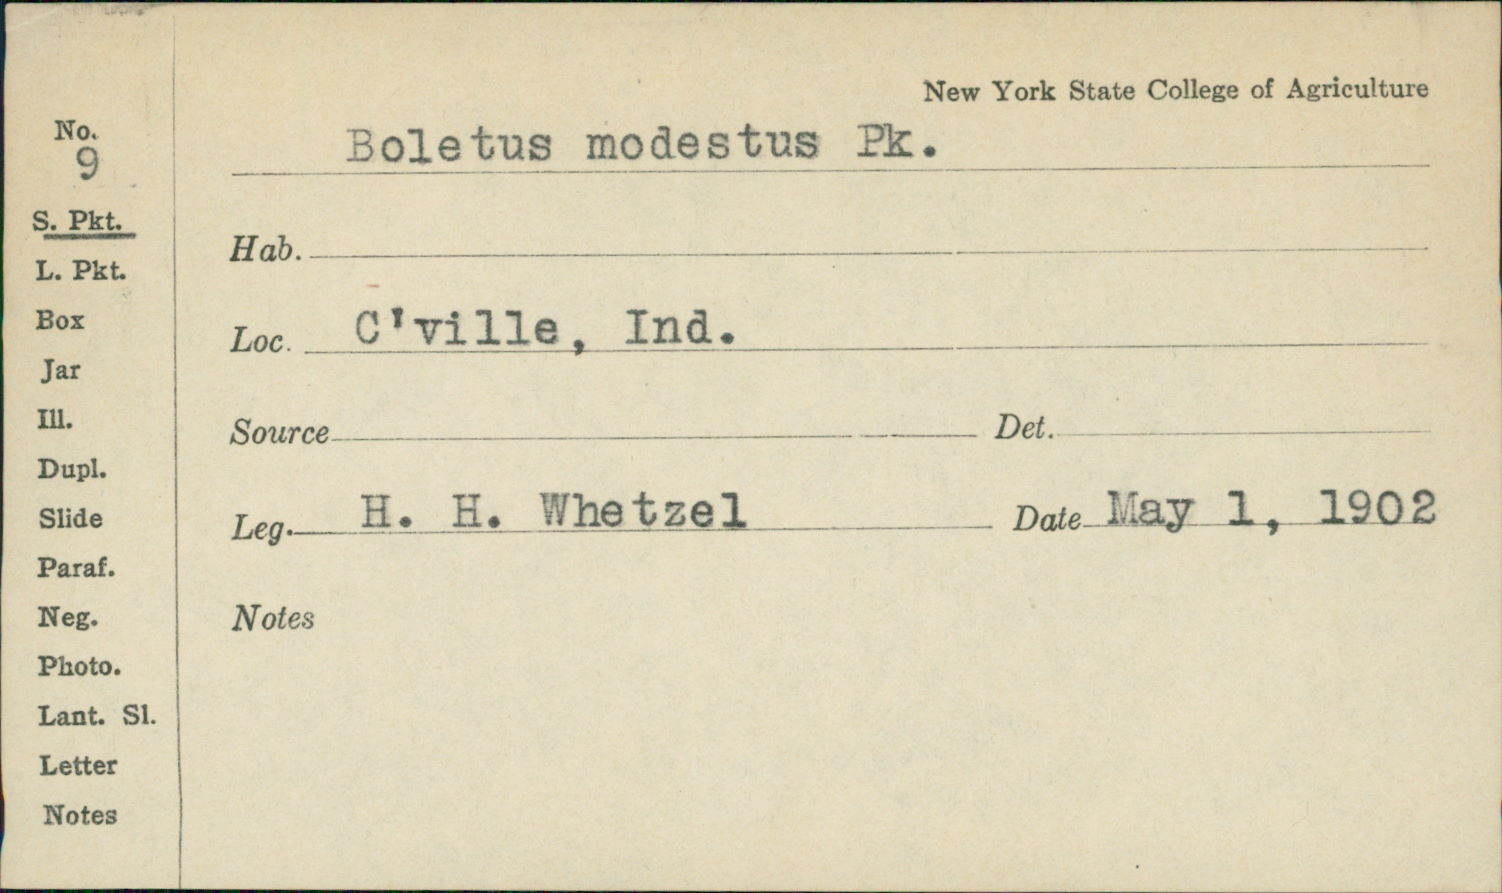 New York State College of Agriculture
No.
9
Boletus modestus Pk.
S. Pkt.
Hab.
L. Pkt.
Box
Loc. C'ville, Ind.
Jar
Ill.
Source Det.
Dupl.
Slide
Leg. H. H. Whetzel Date May 1, 1902
Paraf.
Neg.
Notes
Photo.
Lant. Sl.
Letter
Notes